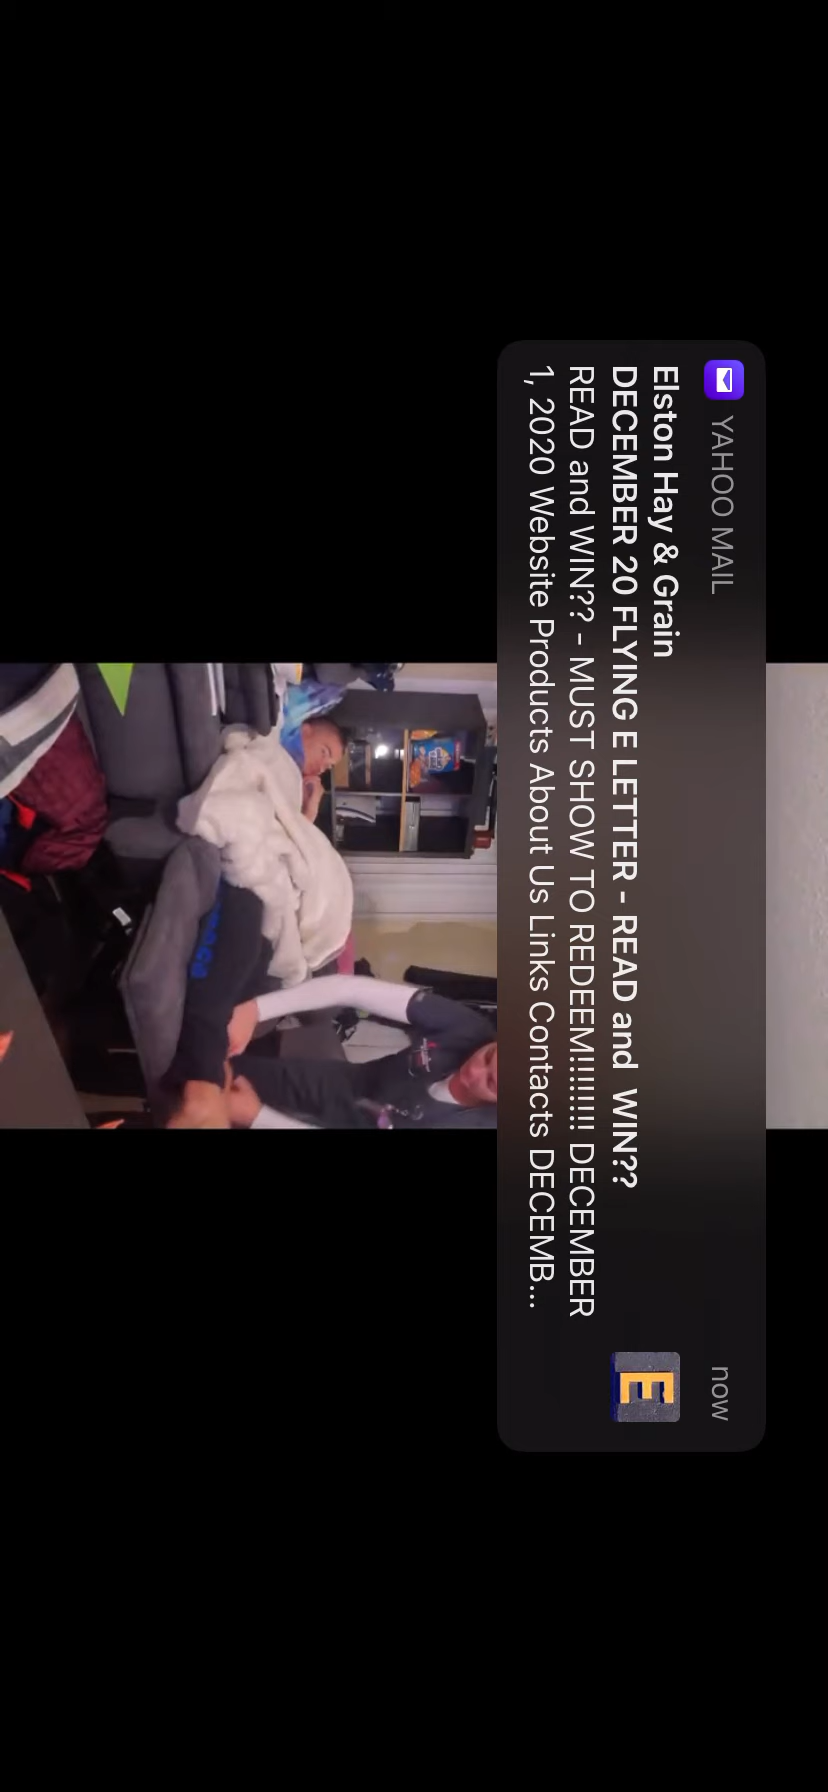 YAHOO MAIL
now
Elston Hay & Grain
DECEMBER 20 FLYING E LETTER - READ and WIN??
READ and WIN?? - MUST SHOW TO REDEEM!!!!!!!!! DECEMBER
1, 2020 Website Products About Us Links Contacts DECEMB...
E